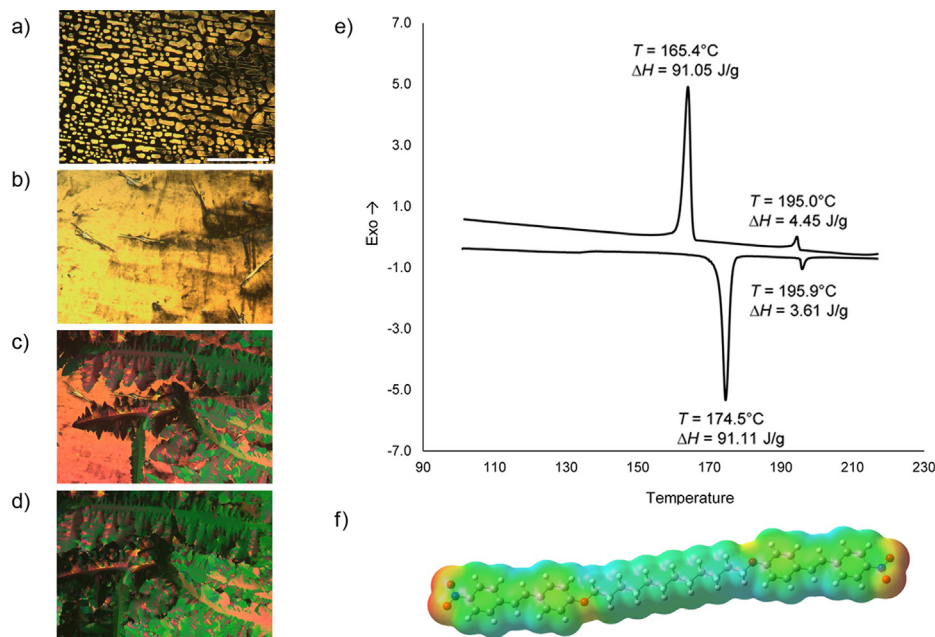 a)
b)
c)
d)
e)
7.0
5.0
3.0
1.0
-1.0
-3.0
-5.0
-7.0
Exo →
T = 165.4°C
ΔH = 91.05 J/g
T = 195.0°C
ΔH = 4.45 J/g
T = 195.9°C
ΔH = 3.61 J/g
T = 174.5°C
ΔH = 91.11 J/g
90 110 130 150 170 190 210 230
Temperature
f)